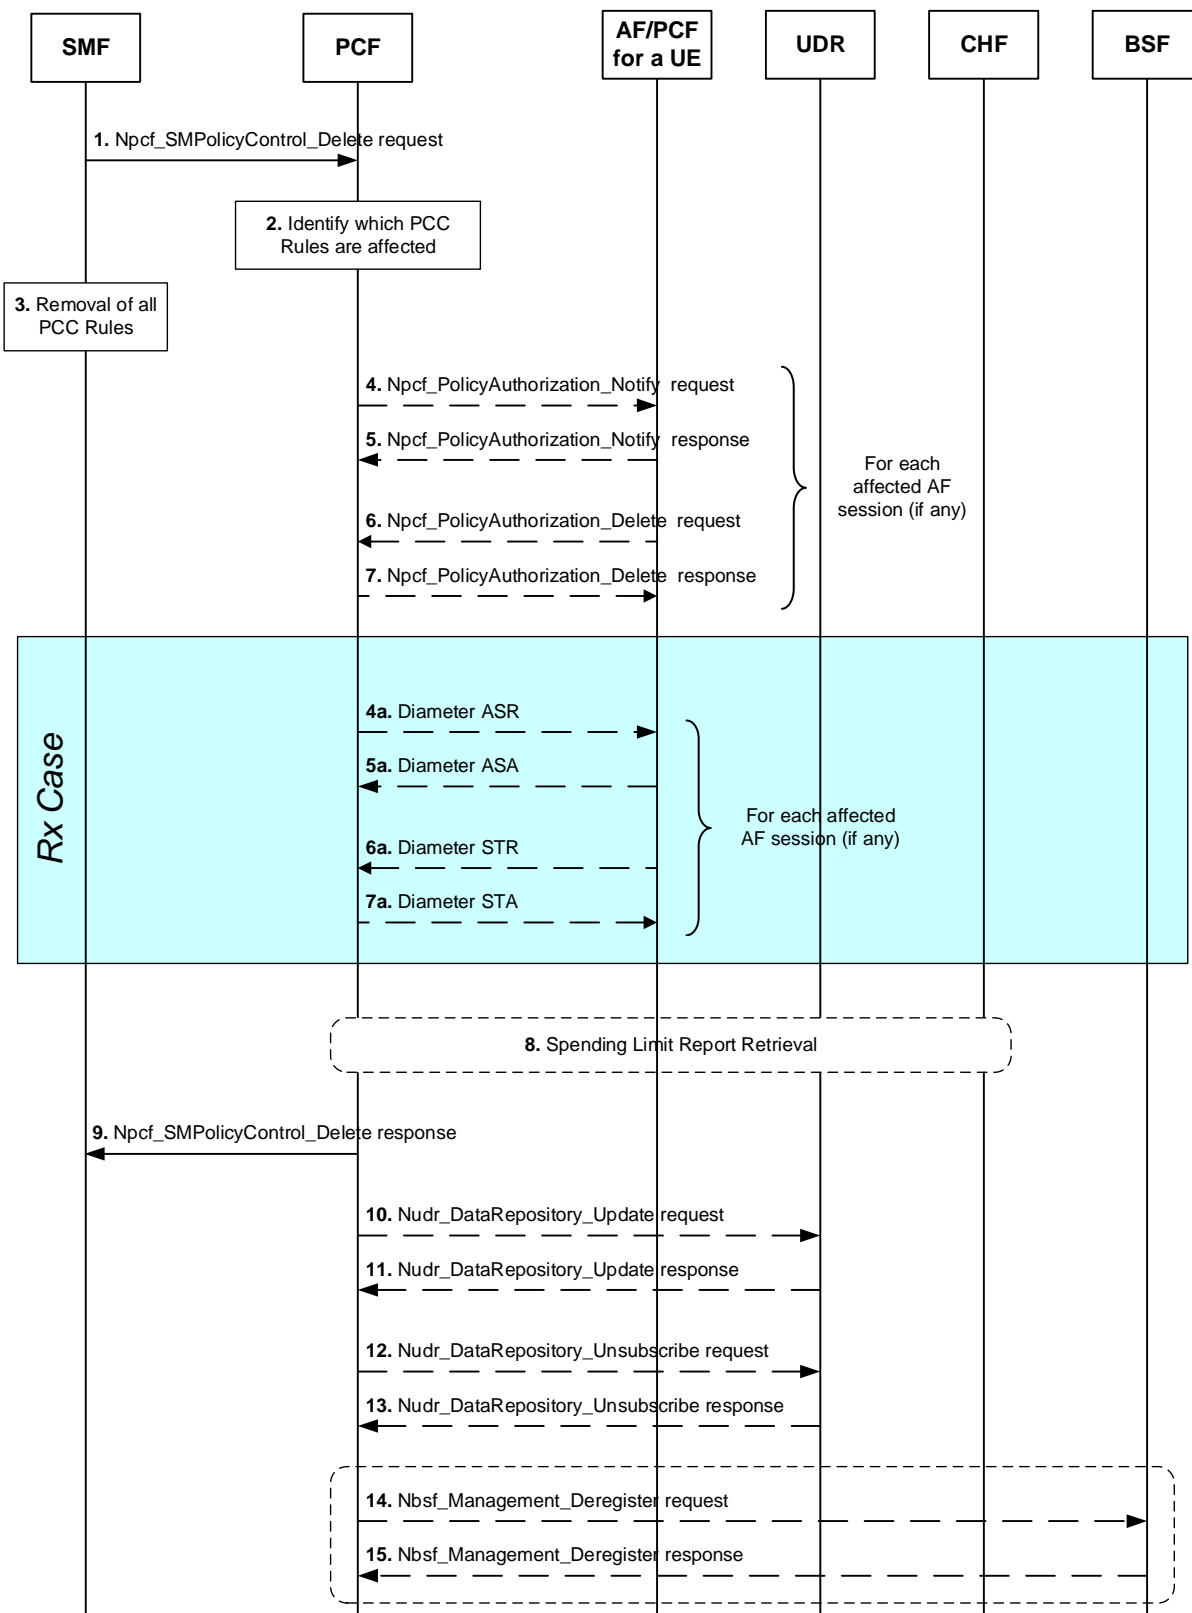 SMF
PCF
AF/PCF
for a UE
UDR
CHF
BSF
1. Npcf_SMPolicyControl_Delete request
2. Identify which PCC
Rules are affected
3. Removal of all
PCC Rules
4. Npcf_PolicyAuthorization_Notify request
5. Npcf_PolicyAuthorization_Notify response
For each
affected AF
session (if any)
6. Npcf_PolicyAuthorization_Delete request
7. Npcf_PolicyAuthorization_Delete response
Rx Case
4a. Diameter ASR
5a. Diameter ASA
For each affected
AF session (if any)
6a. Diameter STR
7a. Diameter STA
8. Spending Limit Report Retrieval
9. Npcf_SMPolicyControl_Delete response
10. Nudr_DataRepository_Update request
11. Nudr_DataRepository_Update response
12. Nudr_DataRepository_Unsubscribe request
13. Nudr_DataRepository_Unsubscribe response
14. Nbsf_Management_Deregister request
15. Nbsf_Management_Deregister response